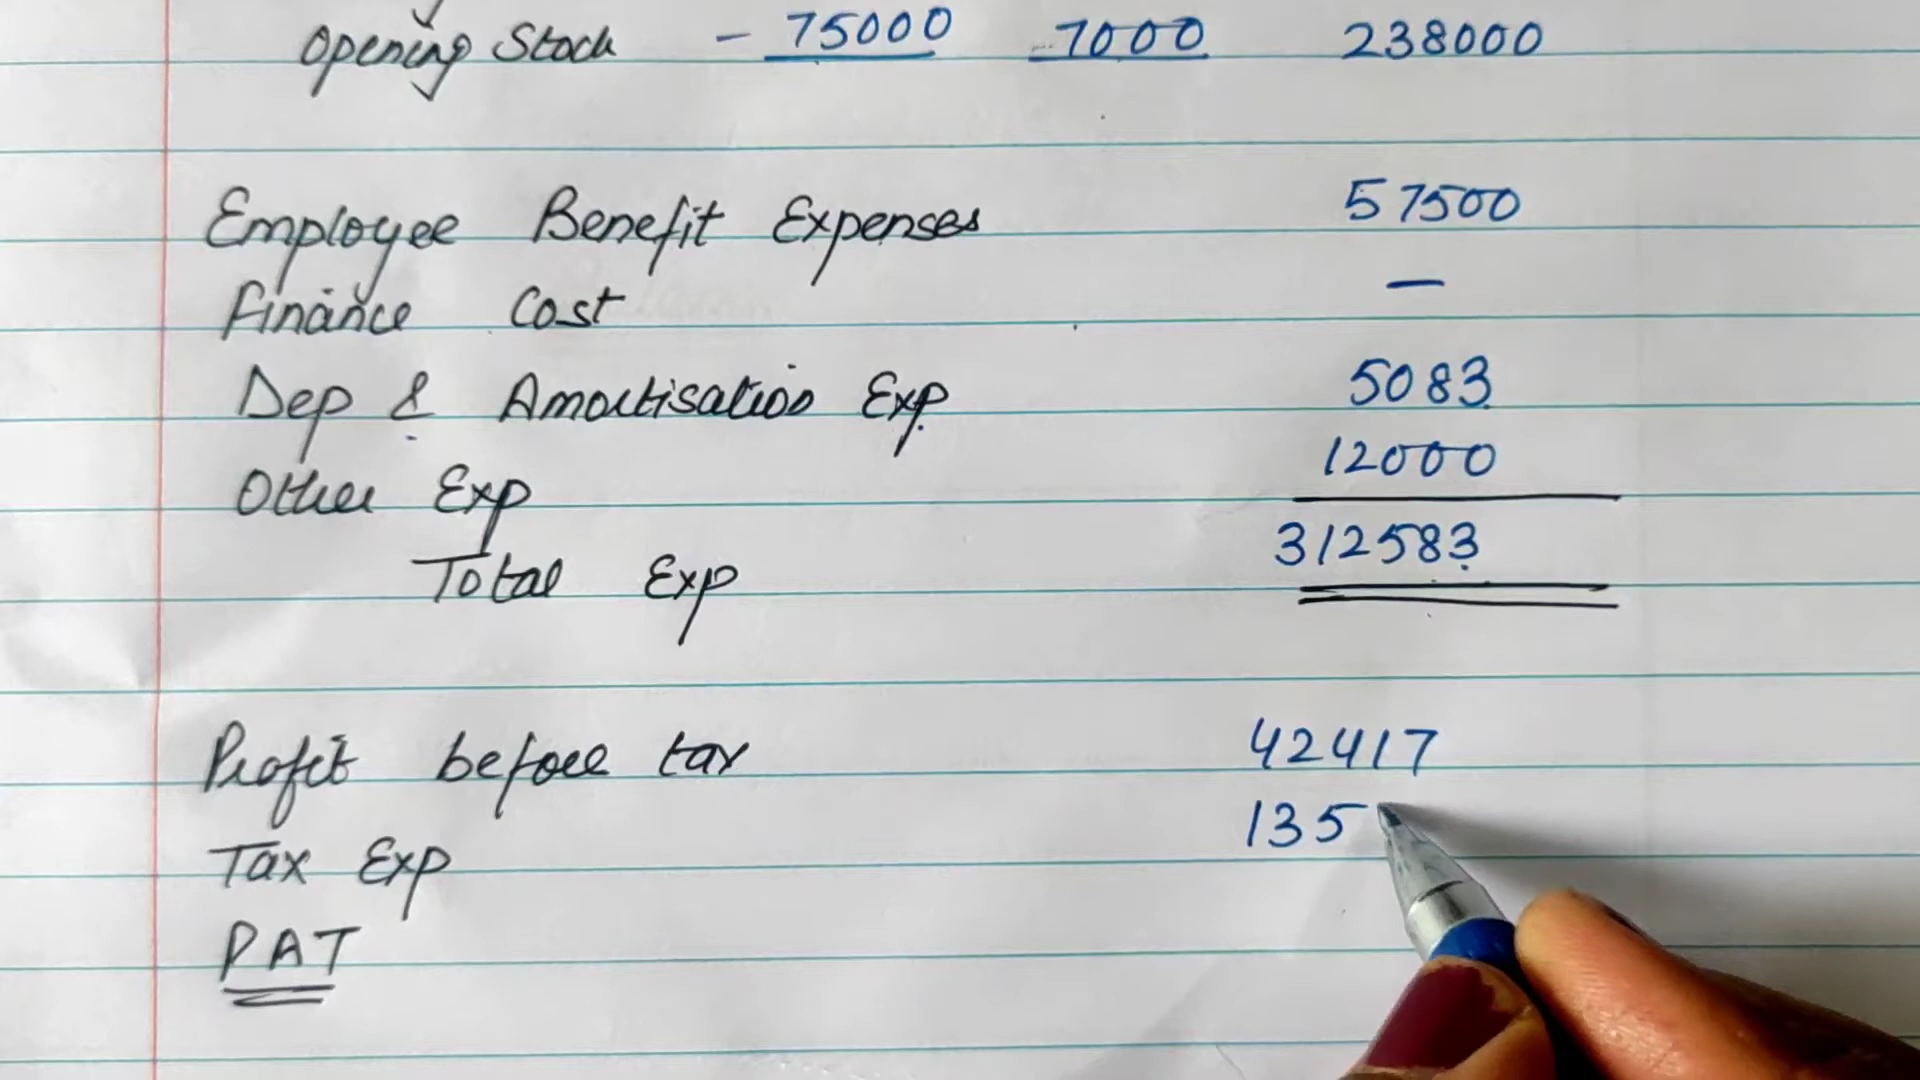 Opening Stock - 75000 7000 238000
Employee Benefit Expenses 57500
Finance Cost —
Dep & Amortisation Exp. 5083
Other Exp 12000
Total Exp 312583
Profit before tax 42417
Tax Exp 135
PAT